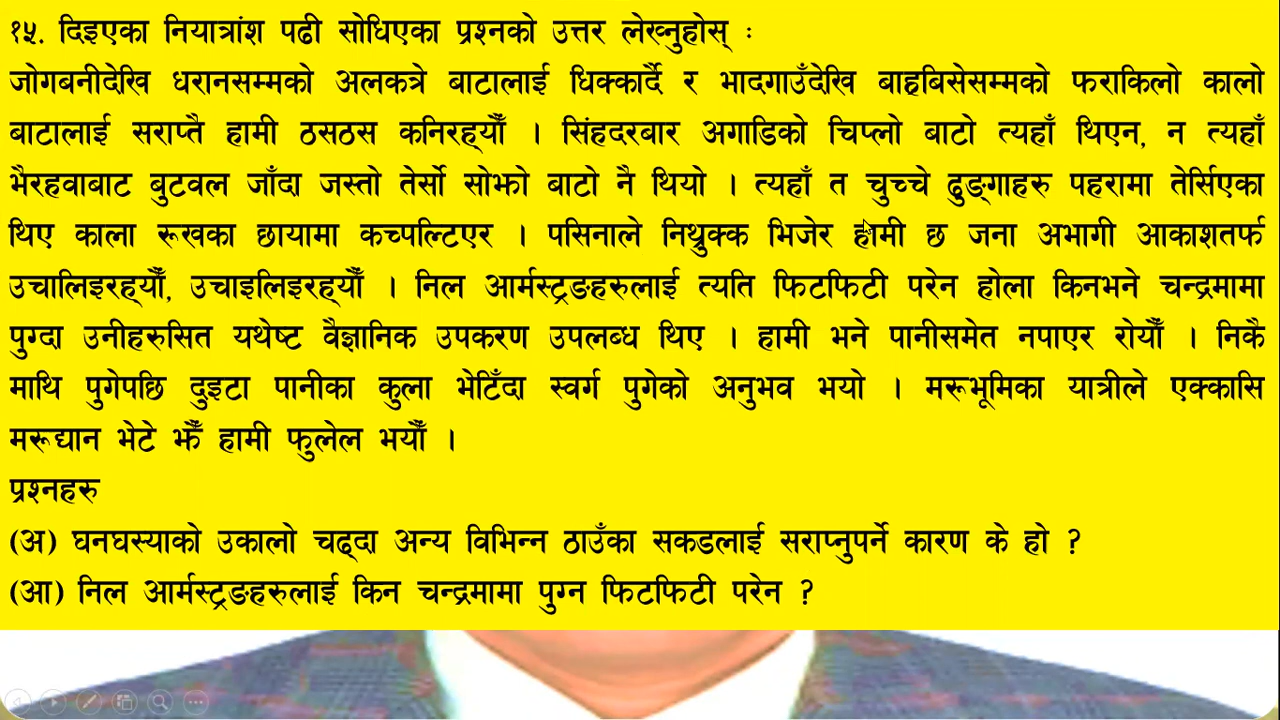 १५. दिइएका नियात्रांश पढी सोधिएका प्रश्नको उत्तर लेख्नुहोस् :
जोगबनीदेखि धरानसम्मको अलकत्रे बाटालाई धिक्कार्दै र भादगाउँदेखि बाह्रबिसेसम्मको फराकिलो कालो
बाटालाई सराप्तै हामी ठसठस कनिरह्यौँ । सिंहदरबार अगाडिको चिप्लो बाटो त्यहाँ थिएन, न त्यहाँ
भैरहवाबाट बुटवल जाँदा जस्तो तेर्सो सोझो बाटो नै थियो । त्यहाँ त चुच्चे ढुङ्गाहरु पहरामा तेर्सिएका
थिए काला रूखका छायामा कच्पल्टिएर । पसिनाले निथ्रुक्क भिजेर हामी छ जना अभागी आकाशतर्फ
उचालिइरह्यौँ, उचाइलिइरह्यौँ । निल आर्मस्ट्रङहरुलाई त्यति फिटफिटी परेन होला किनभने चन्द्रमामा
पुग्दा उनीहरुसित यथेष्ट वैज्ञानिक उपकरण उपलब्ध थिए । हामी भने पानीसमेत नपाएर रोयौँ । निकै
माथि पुगेपछि दुइटा पानीका कुला भेटिँदा स्वर्ग पुगेको अनुभव भयो । मरूभूमिका यात्रीले एक्कासि
मरूद्यान भेटे झैँ हामी फुलेल भयौँ ।
प्रश्नहरु
(अ) घनघस्याको उकालो चढ्दा अन्य विभिन्न ठाउँका सकडलाई सराप्नुपर्ने कारण के हो ?
(आ) निल आर्मस्ट्रङहरुलाई किन चन्द्रमामा पुग्न फिटफिटी परेन ?